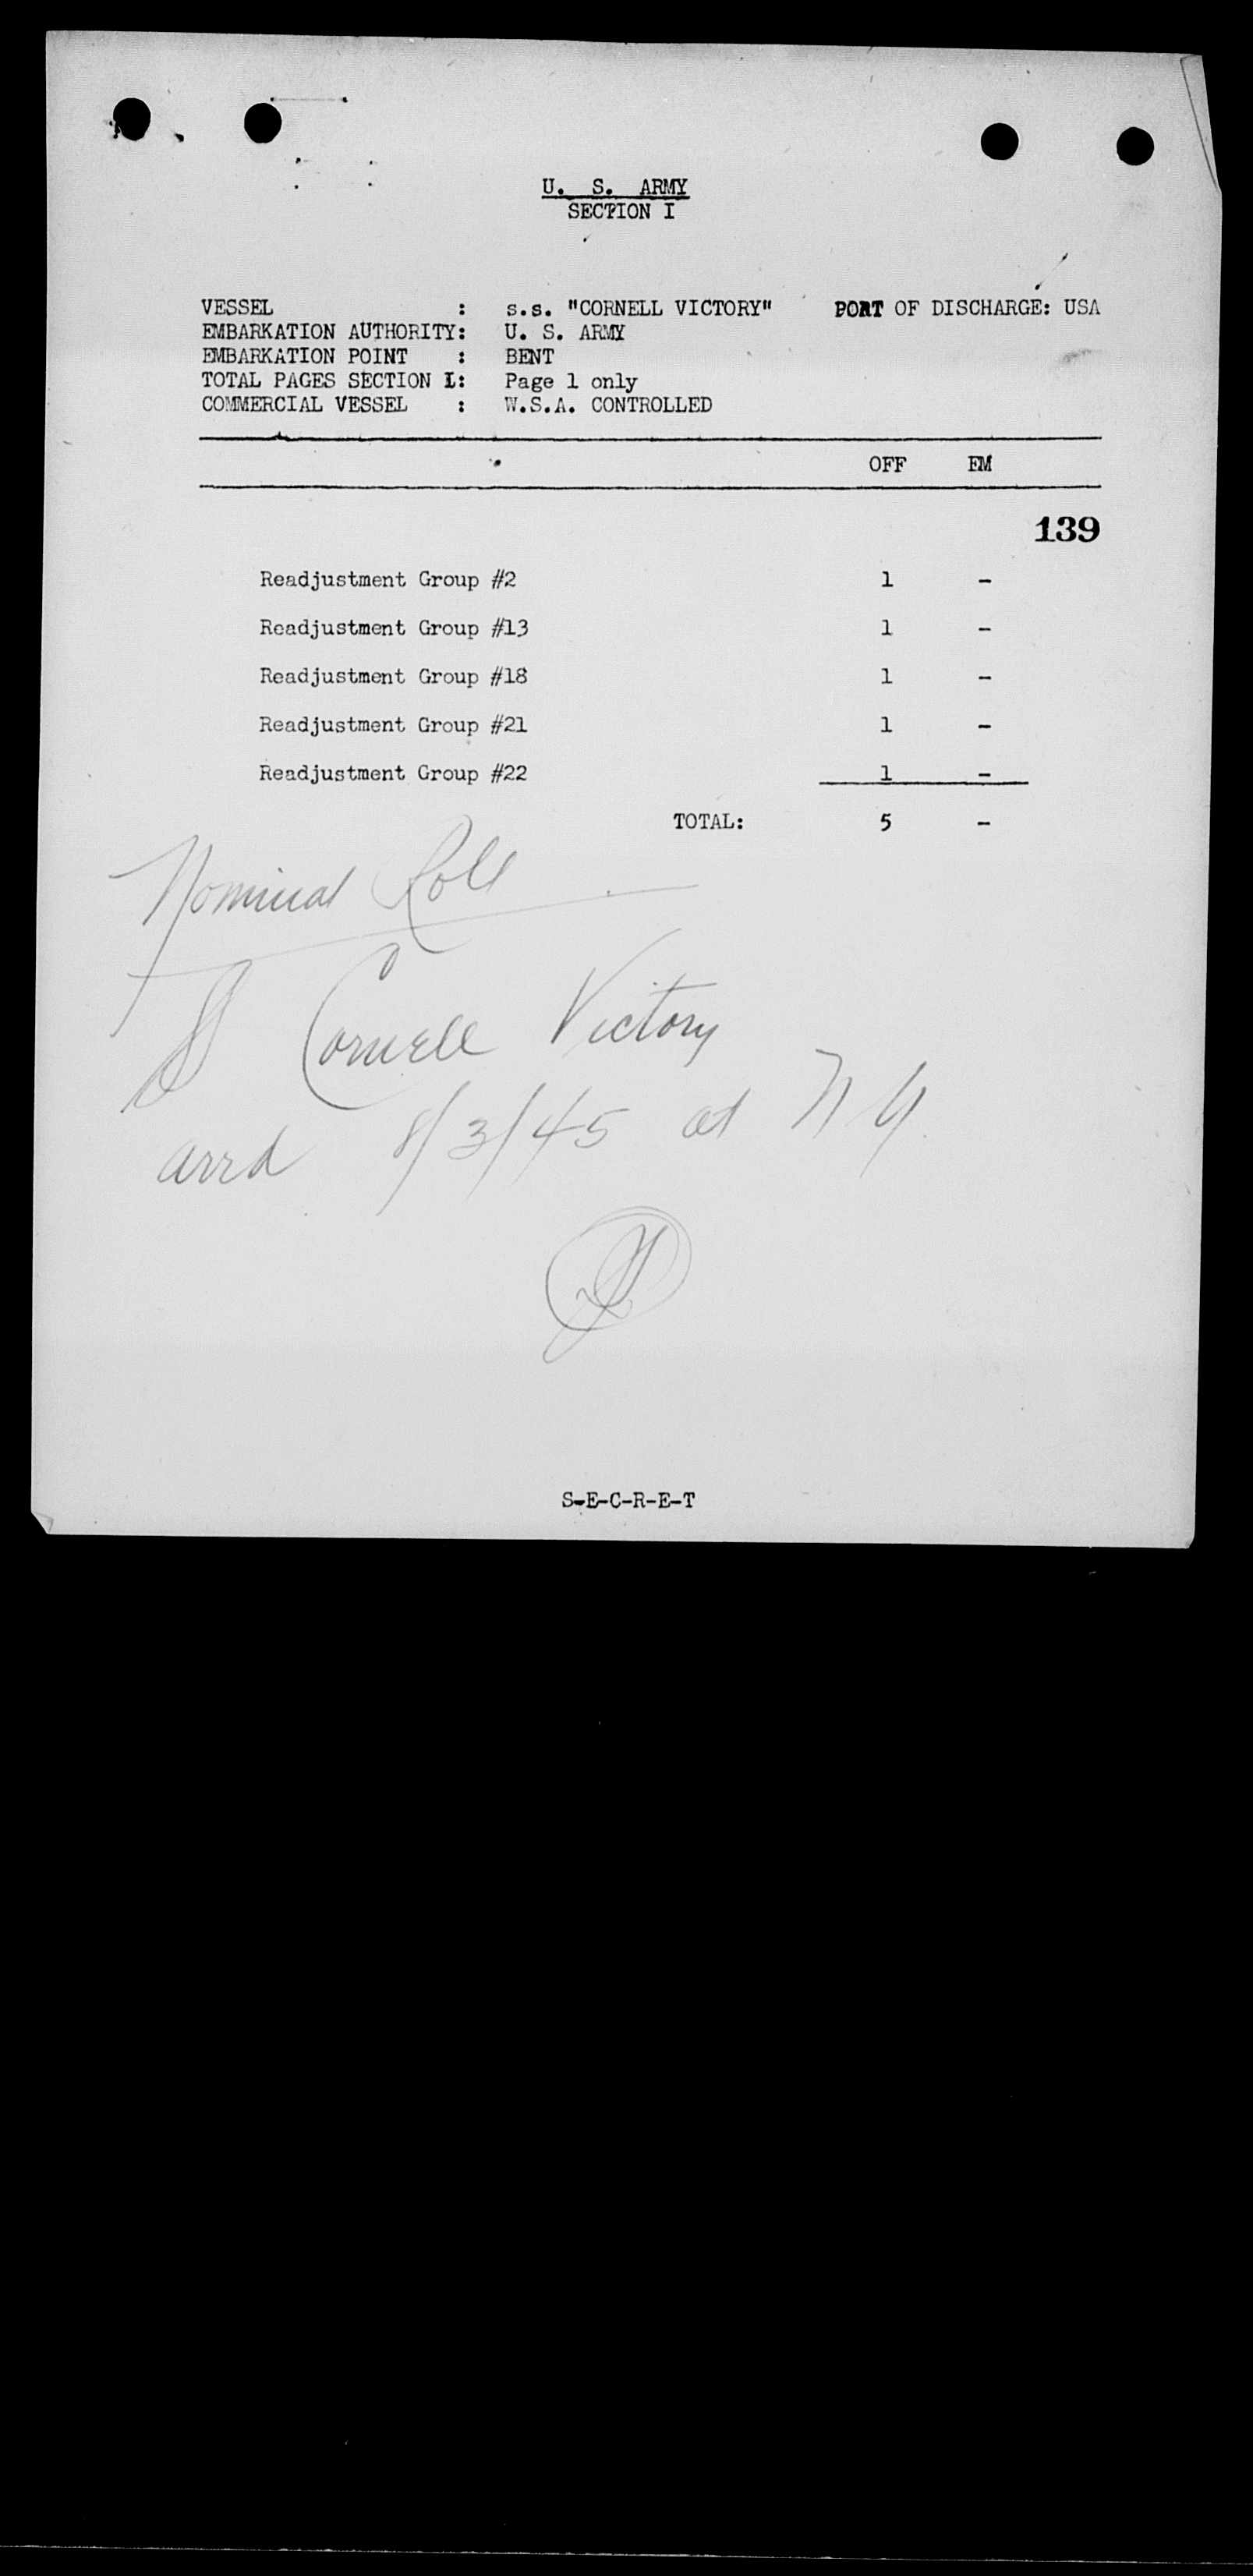 U. S. ARMY
SECTION I
VESSEL : s.s. "CORNELL VICTORY" PORT OF DISCHARGE: USA
EMBARKATION AUTHORITY: U. S. ARMY
EMBARKATION POINT : BENT
TOTAL PAGES SECTION I: Page 1 only
COMMERCIAL VESSEL : W.S.A. CONTROLLED
OFF EM
139
Readjustment Group #2 1 -
Readjustment Group #13 1 -
Readjustment Group #18 1 -
Readjustment Group #21 1 -
Readjustment Group #22 1 -
TOTAL: 5 -
Nominal Roll
Cornell Victory
arrd 8/3/45 at NY
S-E-C-R-E-T